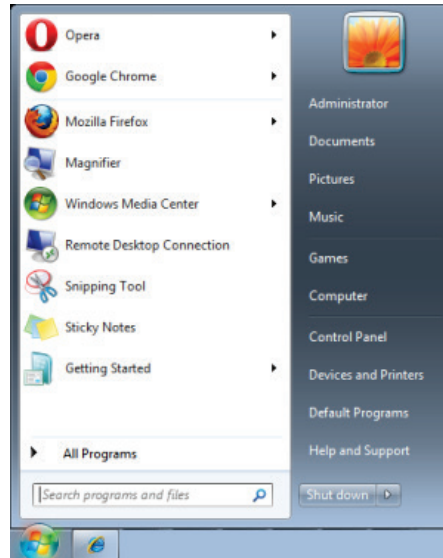 Opera
Google Chrome
Mozilla Firefox
Magnifier
Windows Media Center
Remote Desktop Connection
Snipping Tool
Sticky Notes
Getting Started
All Programs
Search programs and files
Administrator
Documents
Pictures
Music
Games
Computer
Control Panel
Devices and Printers
Default Programs
Help and Support
Shut down